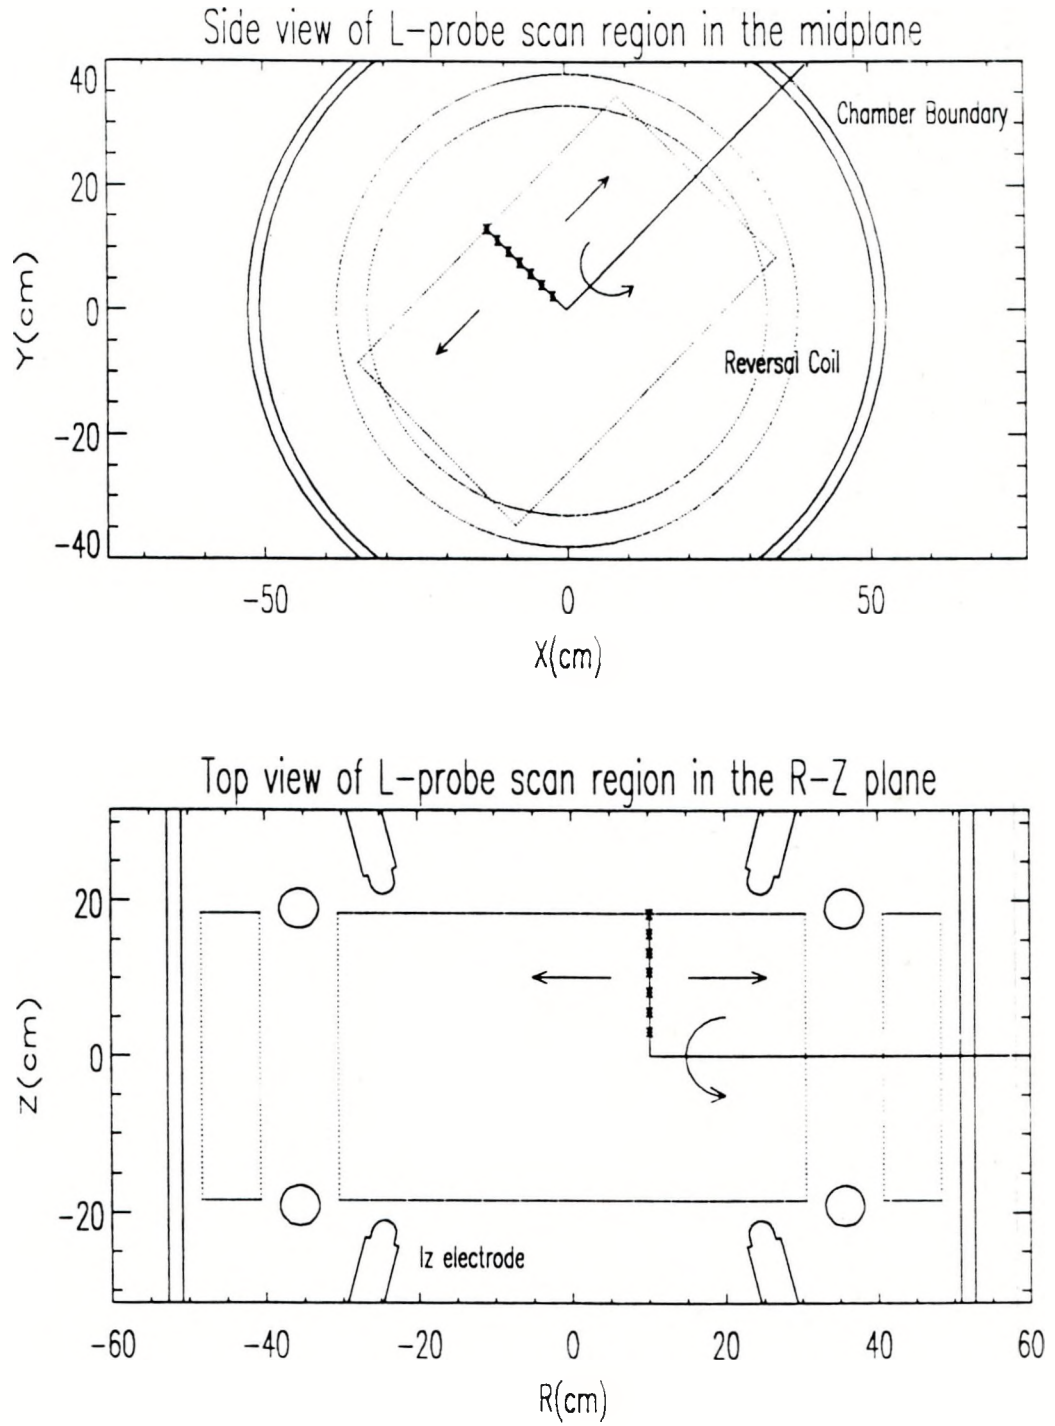 Side view of L-probe scan region in the midplane
40
Chamber Boundary
20
Y(cm)
0
Reversal Coil
-20
-40
-50 0 50
X(cm)
Top view of L-probe scan region in the R-Z plane
20
Z(cm)
0
-20
Iz electrode
-60 -40 -20 0 20 40 60
R(cm)